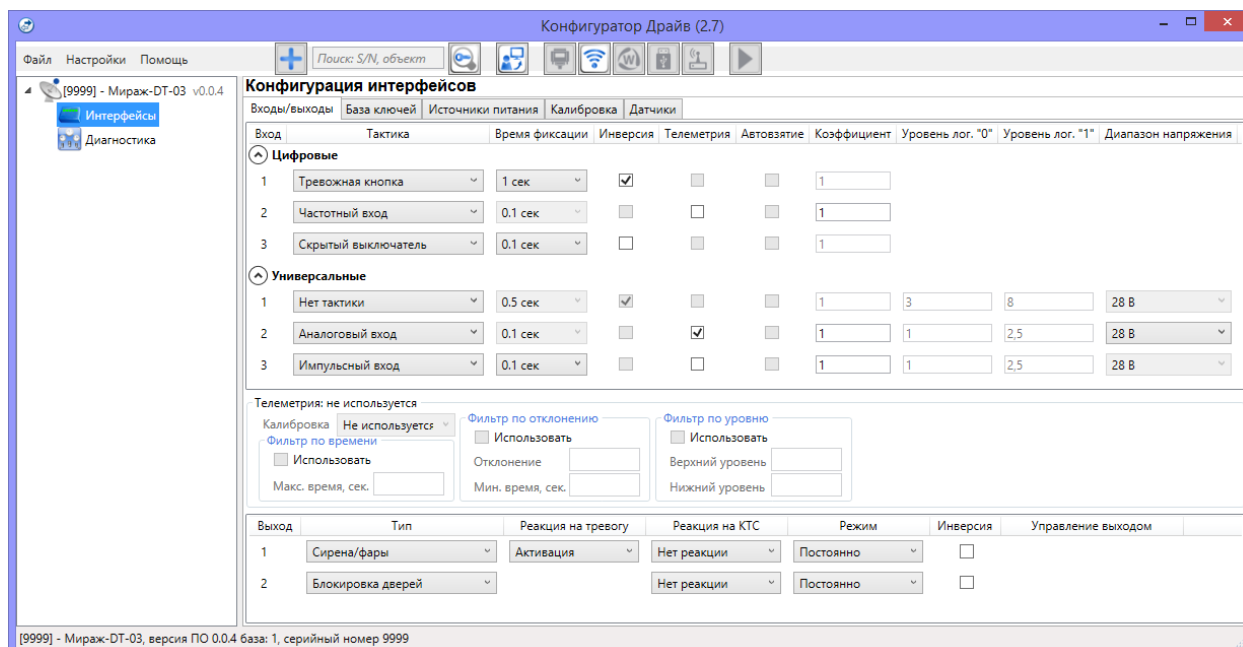 Конфигуратор Драйв (2.7)
Файл Настройки Помощь Поиск: S/N, объект
[9999] - Мираж-DT-03 v0.0.4
Интерфейсы
Диагностика
Конфигурация интерфейсов
Входы/выходы База ключей Источники питания Калибровка Датчики
Вход Тактика Время фиксации Инверсия Телеметрия Автовзятие Коэффициент Уровень лог. "0" Уровень лог. "1" Диапазон напряжения
Цифровые
1 Тревожная кнопка 1 сек 1
2 Частотный вход 0.1 сек 1
3 Скрытый выключатель 0.1 сек 1
Универсальные
1 Нет тактики 0.5 сек 1 3 8 28 В
2 Аналоговый вход 0.1 сек 1 1 2,5 28 В
3 Импульсный вход 0.1 сек 1 1 2,5 28 В
Телеметрия: не используется
Калибровка Не используется
Фильтр по времени
Использовать
Макс. время, сек.
Фильтр по отклонению
Использовать
Отклонение
Мин. время, сек.
Фильтр по уровню
Использовать
Верхний уровень
Нижний уровень
Выход Тип Реакция на тревогу Реакция на КТС Режим Инверсия Управление выходом
1 Сирена/фары Активация Нет реакции Постоянно
2 Блокировка дверей Нет реакции Постоянно
[9999] - Мираж-DT-03, версия ПО 0.0.4 база: 1, серийный номер 9999